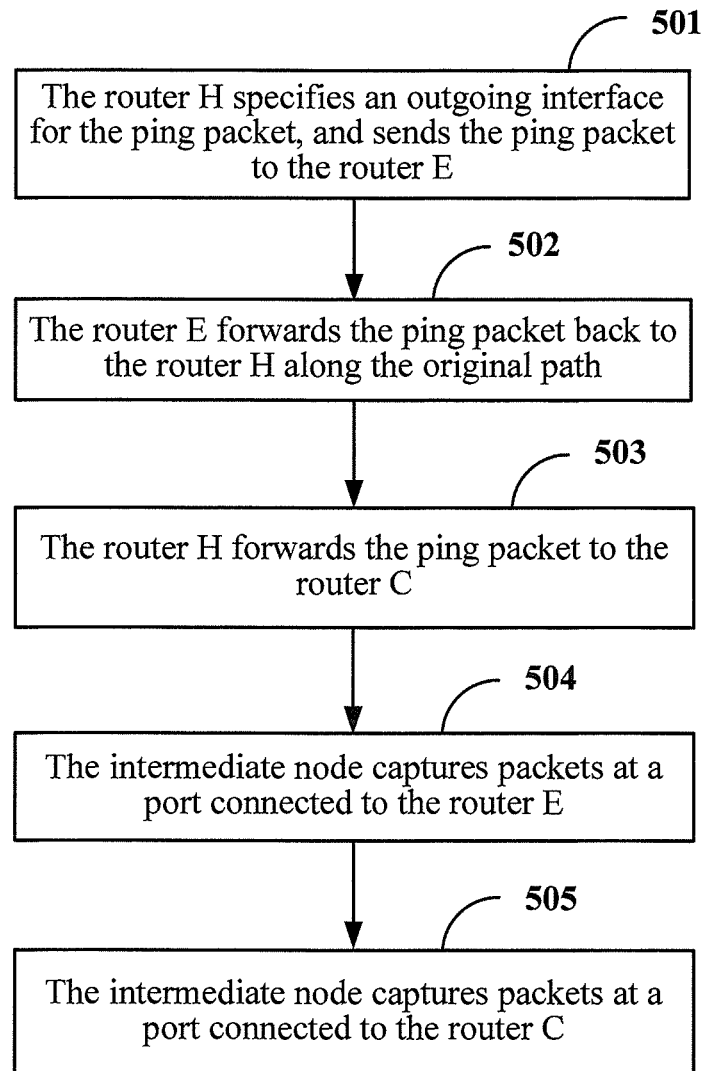 501
The router H specifies an outgoing interface
for the ping packet, and sends the ping packet
to the router E
502
The router E forwards the ping packet back to
the router H along the original path
503
The router H forwards the ping packet to the
router C
504
The intermediate node captures packets at a
port connected to the router E
505
The intermediate node captures packets at a
port connected to the router C